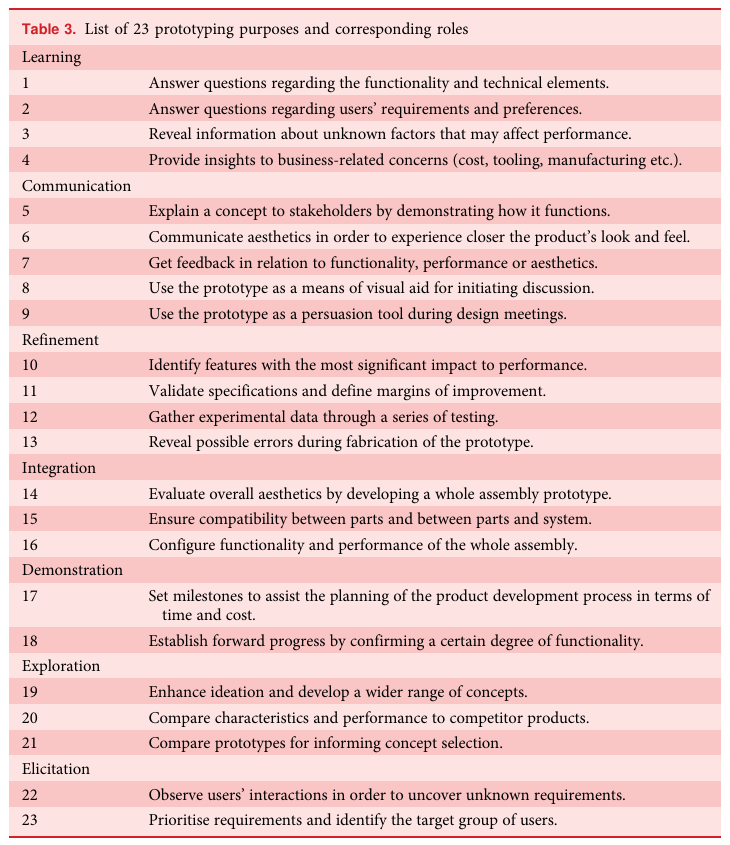 Table 3. List of 23 prototyping purposes and corresponding roles
Learning
1 Answer questions regarding the functionality and technical elements.
2 Answer questions regarding users’ requirements and preferences.
3 Reveal information about unknown factors that may affect performance.
4 Provide insights to business-related concerns (cost, tooling, manufacturing etc.).
Communication
5 Explain a concept to stakeholders by demonstrating how it functions.
6 Communicate aesthetics in order to experience closer the product’s look and feel.
7 Get feedback in relation to functionality, performance or aesthetics.
8 Use the prototype as a means of visual aid for initiating discussion.
9 Use the prototype as a persuasion tool during design meetings.
Refinement
10 Identify features with the most significant impact to performance.
11 Validate specifications and define margins of improvement.
12 Gather experimental data through a series of testing.
13 Reveal possible errors during fabrication of the prototype.
Integration
14 Evaluate overall aesthetics by developing a whole assembly prototype.
15 Ensure compatibility between parts and between parts and system.
16 Configure functionality and performance of the whole assembly.
Demonstration
17 Set milestones to assist the planning of the product development process in terms of
time and cost.
18 Establish forward progress by confirming a certain degree of functionality.
Exploration
19 Enhance ideation and develop a wider range of concepts.
20 Compare characteristics and performance to competitor products.
21 Compare prototypes for informing concept selection.
Elicitation
22 Observe users’ interactions in order to uncover unknown requirements.
23 Prioritise requirements and identify the target group of users.